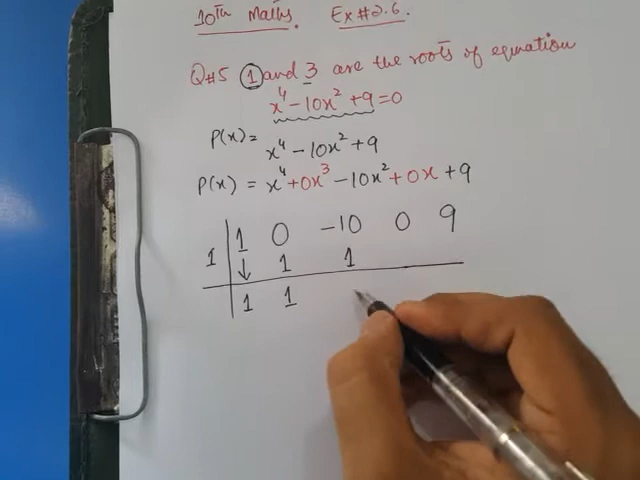 10Th Maths. Ex#2.6.
Q#5 1 and 3 are the roots of equation
x⁴-10x²+9=0
P(x)= x⁴-10x²+9
P(x)= x⁴+0x³-10x²+0x+9
1 0 -10 0 9
1 ↓ 1 1
1 1